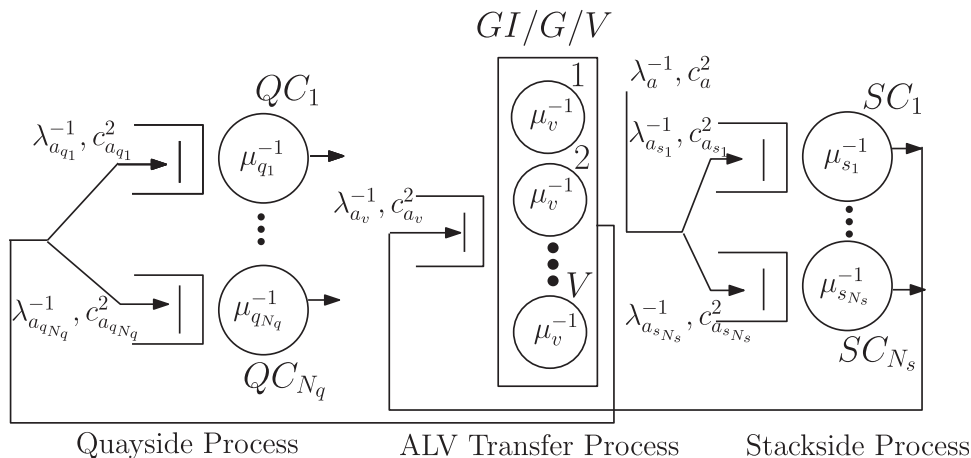 GI/G/V
QC_1
λ_{a_{q_1}}^{-1}, c_{a_{q_1}}^2
μ_{q_1}^{-1}
λ_{a_{q_{N_q}}}^{-1}, c_{a_{q_{N_q}}}^2
μ_{q_{N_q}}^{-1}
QC_{N_q}
Quayside Process
λ_{a_v}^{-1}, c_{a_v}^2
1
μ_v^{-1}
2
μ_v^{-1}
V
μ_v^{-1}
ALV Transfer Process
λ_a^{-1}, c_a^2
SC_1
λ_{a_{s_1}}^{-1}, c_{a_{s_1}}^2
μ_{s_1}^{-1}
λ_{a_{s_{N_s}}}^{-1}, c_{a_{s_{N_s}}}^2
μ_{s_{N_s}}^{-1}
SC_{N_s}
Stackside Process